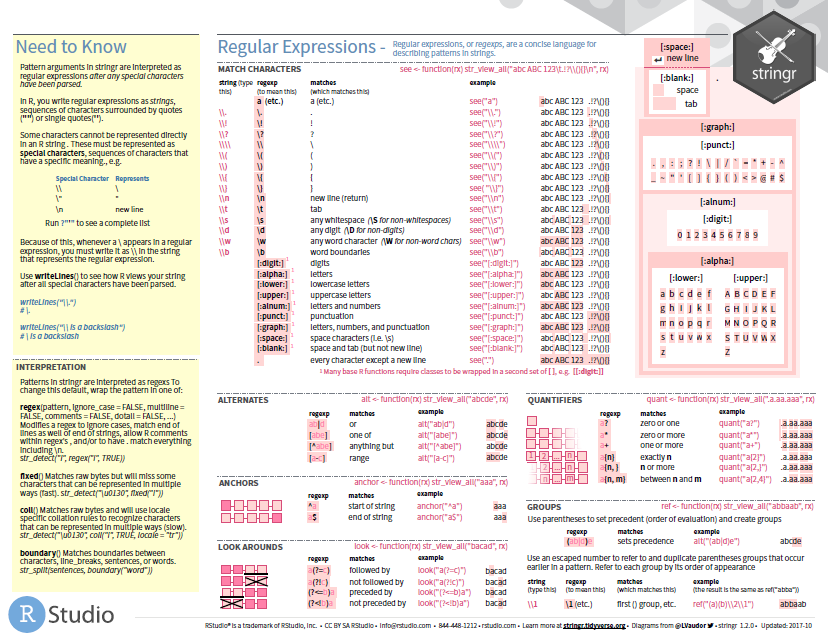 Need to Know
Pattern arguments in stringr are interpreted as
regular expressions after any special characters
have been parsed.
In R, you write regular expressions as strings,
sequences of characters surrounded by quotes
("") or single quotes('').
Some characters cannot be represented directly
in an R string . These must be represented as
special characters, sequences of characters that
have a specific meaning., e.g.
Special Character Represents
\\ \
\" "
\n new line
Run ?"'" to see a complete list
Because of this, whenever a \ appears in a regular
expression, you must write it as \\ in the string
that represents the regular expression.
Use writeLines() to see how R views your string
after all special characters have been parsed.
writeLines("\\.")
# \.
writeLines("\\ is a backslash")
# \ is a backslash
INTERPRETATION
Patterns in stringr are interpreted as regexs To
change this default, wrap the pattern in one of:
regex(pattern, ignore_case = FALSE, multiline =
FALSE, comments = FALSE, dotall = FALSE, ...)
Modifies a regex to ignore cases, match end of
lines as well of end of strings, allow R comments
within regex's , and/or to have . match everything
including \n.
str_detect("I", regex("i", TRUE))
fixed() Matches raw bytes but will miss some
characters that can be represented in multiple
ways (fast). str_detect("\u0130", fixed("i"))
coll() Matches raw bytes and will use locale
specific collation rules to recognize characters
that can be represented in multiple ways (slow).
str_detect("\u0130", coll("i", TRUE, locale = "tr"))
boundary() Matches boundaries between
characters, line_breaks, sentences, or words.
str_split(sentences, boundary("word"))
Regular Expressions -
Regular expressions, or regexps, are a concise language for
describing patterns in strings.
MATCH CHARACTERS see <- function(rx) str_view_all("abc ABC 123\t.!?\\(){}\n", rx)
string (type this) regexp (to mean this) matches (which matches this) example
a (etc.) a (etc.) see("a") abc ABC 123 .!?\(){}
\\. \. . see("\\.") abc ABC 123 .!?\(){}
\\! \! ! see("\\!") abc ABC 123 .!?\(){}
\\? \? ? see("\\?") abc ABC 123 .!?\(){}
\\\\ \\ \ see("\\\\") abc ABC 123 .!?\(){}
\\( \( ( see("\\(") abc ABC 123 .!?\(){}
\\) \) ) see("\\)") abc ABC 123 .!?\(){}
\\{ \{ { see("\\{") abc ABC 123 .!?\(){}
\\} \} } see("\\}") abc ABC 123 .!?\(){}
\\n \n new line (return) see("\\n") abc ABC 123 .!?\(){}
\\t \t tab see("\\t") abc ABC 123 .!?\(){}
\\s \s any whitespace (\S for non-whitespaces) see("\\s") abc ABC 123 .!?\(){}
\\d \d any digit (\D for non-digits) see("\\d") abc ABC 123 .!?\(){}
\\w \w any word character (\W for non-word chars) see("\\w") abc ABC 123 .!?\(){}
\\b \b word boundaries see("\\b") abc ABC 123 .!?\(){}
[:digit:] 1 digits see("[:digit:]") abc ABC 123 .!?\(){}
[:alpha:] 1 letters see("[:alpha:]") abc ABC 123 .!?\(){}
[:lower:] 1 lowercase letters see("[:lower:]") abc ABC 123 .!?\(){}
[:upper:] 1 uppercase letters see("[:upper:]") abc ABC 123 .!?\(){}
[:alnum:] 1 letters and numbers see("[:alnum:]") abc ABC 123 .!?\(){}
[:punct:] 1 punctuation see("[:punct:]") abc ABC 123 .!?\(){}
[:graph:] 1 letters, numbers, and punctuation see("[:graph:]") abc ABC 123 .!?\(){}
[:space:] 1 space characters (i.e. \s) see("[:space:]") abc ABC 123 .!?\(){}
[:blank:] 1 space and tab (but not new line) see("[:blank:]") abc ABC 123 .!?\(){}
. every character except a new line see(".") abc ABC 123 .!?\(){}
1 Many base R functions require classes to be wrapped in a second set of [ ], e.g. [[:digit:]]
[:space:]
new line
[:blank:]
space
tab
.
[:graph:]
[:punct:]
. , : ; ? ! \ | / ` = * + - ^
_ ~ " ' [ ] { } ( ) < > @ # $
[:alnum:]
[:digit:]
0 1 2 3 4 5 6 7 8 9
[:alpha:]
[:lower:] [:upper:]
a b c d e f A B C D E F
g h i j k l G H I J K L
m n o p q r M N O P Q R
s t u v w x S T U V W X
z Z
stringr
ALTERNATES alt <- function(rx) str_view_all("abcde", rx)
regexp matches example
ab|d or alt("ab|d") abcde
[abe] one of alt("[abe]") abcde
[^abe] anything but alt("[^abe]") abcde
[a-c] range alt("[a-c]") abcde
ANCHORS anchor <- function(rx) str_view_all("aaa", rx)
regexp matches example
^a start of string anchor("^a") aaa
a$ end of string anchor("a$") aaa
LOOK AROUNDS look <- function(rx) str_view_all("bacad", rx)
regexp matches example
a(?=c) followed by look("a(?=c)") bacad
a(?!c) not followed by look("a(?!c)") bacad
(?<=b)a preceded by look("(?<=b)a") bacad
(?<!b)a not preceded by look("(?<!b)a") bacad
QUANTIFIERS quant <- function(rx) str_view_all(".a.aa.aaa", rx)
regexp matches example
a? zero or one quant("a?") .a.aa.aaa
a* zero or more quant("a*") .a.aa.aaa
a+ one or more quant("a+") .a.aa.aaa
1 2 ... n a{n} exactly n quant("a{2}") .a.aa.aaa
1 2 ... n a{n, } n or more quant("a{2,}") .a.aa.aaa
n ... m a{n, m} between n and m quant("a{2,4}") .a.aa.aaa
GROUPS ref <- function(rx) str_view_all("abbaab", rx)
Use parentheses to set precedent (order of evaluation) and create groups
regexp matches example
(ab|d)e sets precedence alt("(ab|d)e") abcde
Use an escaped number to refer to and duplicate parentheses groups that occur
earlier in a pattern. Refer to each group by its order of appearance
string (type this) regexp (to mean this) matches (which matches this) example (the result is the same as ref("abba"))
\\1 \1 (etc.) first () group, etc. ref("(a)(b)\\2\\1") abbaab
R Studio
RStudio® is a trademark of RStudio, Inc. • CC BY SA RStudio • info@rstudio.com • 844-448-1212 • rstudio.com • Learn more at stringr.tidyverse.org • Diagrams from @LVaudor • stringr 1.2.0 • Updated: 2017-10